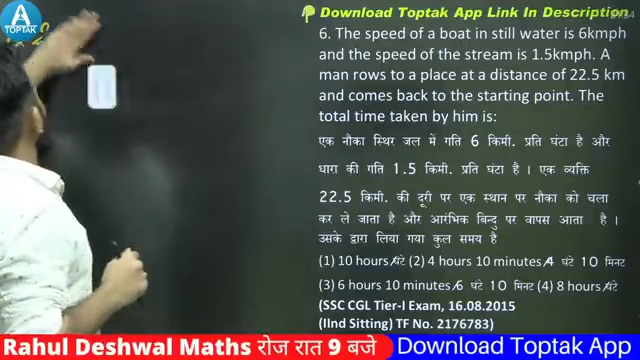 Download Toptak App Link In Description
A
TOPTAK
6. The speed of a boat in still water is 6kmph
and the speed of the stream is 1.5kmph. A
man rows to a place at a distance of 22.5 km
and comes back to the starting point. The
total time taken by him is:
एक नौका स्थिर जल में गति 6 किमी. प्रति घंटा है और
धारा की गति 1.5 किमी. प्रति घंटा है । एक व्यक्ति
22.5 किमी. की दूरी पर एक स्थान पर नौका को चला
कर ले जाता है और आरंभिक बिन्दु पर वापस आता है ।
उसके द्वारा लिया गया कुल समय है
(1) 10 hours/घंटे (2) 4 hours 10 minutes/4 घंटे 10 मिनट
(3) 6 hours 10 minutes/6 घंटे 10 मिनट (4) 8 hours/घंटे
(SSC CGL Tier-I Exam, 16.08.2015
(IInd Sitting) TF No. 2176783)
Rahul Deshwal Maths रोज रात 9 बजे Download Toptak App